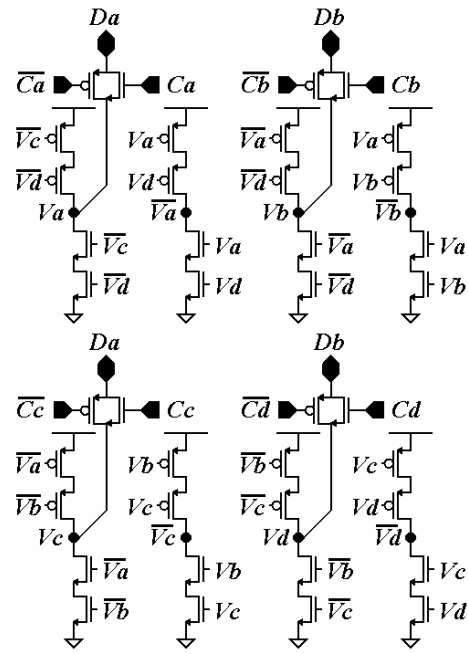 Da Db
C̅a̅ Ca C̅b̅ Cb
V̅c̅ Va V̅a̅ Va
V̅d̅ Vd V̅d̅ Vb
Va V̅a̅ Vb V̅b̅
V̅c̅ Va V̅a̅ Va
V̅d̅ Vd V̅d̅ Vb
Da Db
C̅c̅ Cc C̅d̅ Cd
V̅a̅ Vb V̅b̅ Vc
V̅b̅ Vc V̅c̅ Vd
Vc V̅c̅ Vd V̅d̅
V̅a̅ Vb V̅b̅ Vc
V̅b̅ Vc V̅c̅ Vd